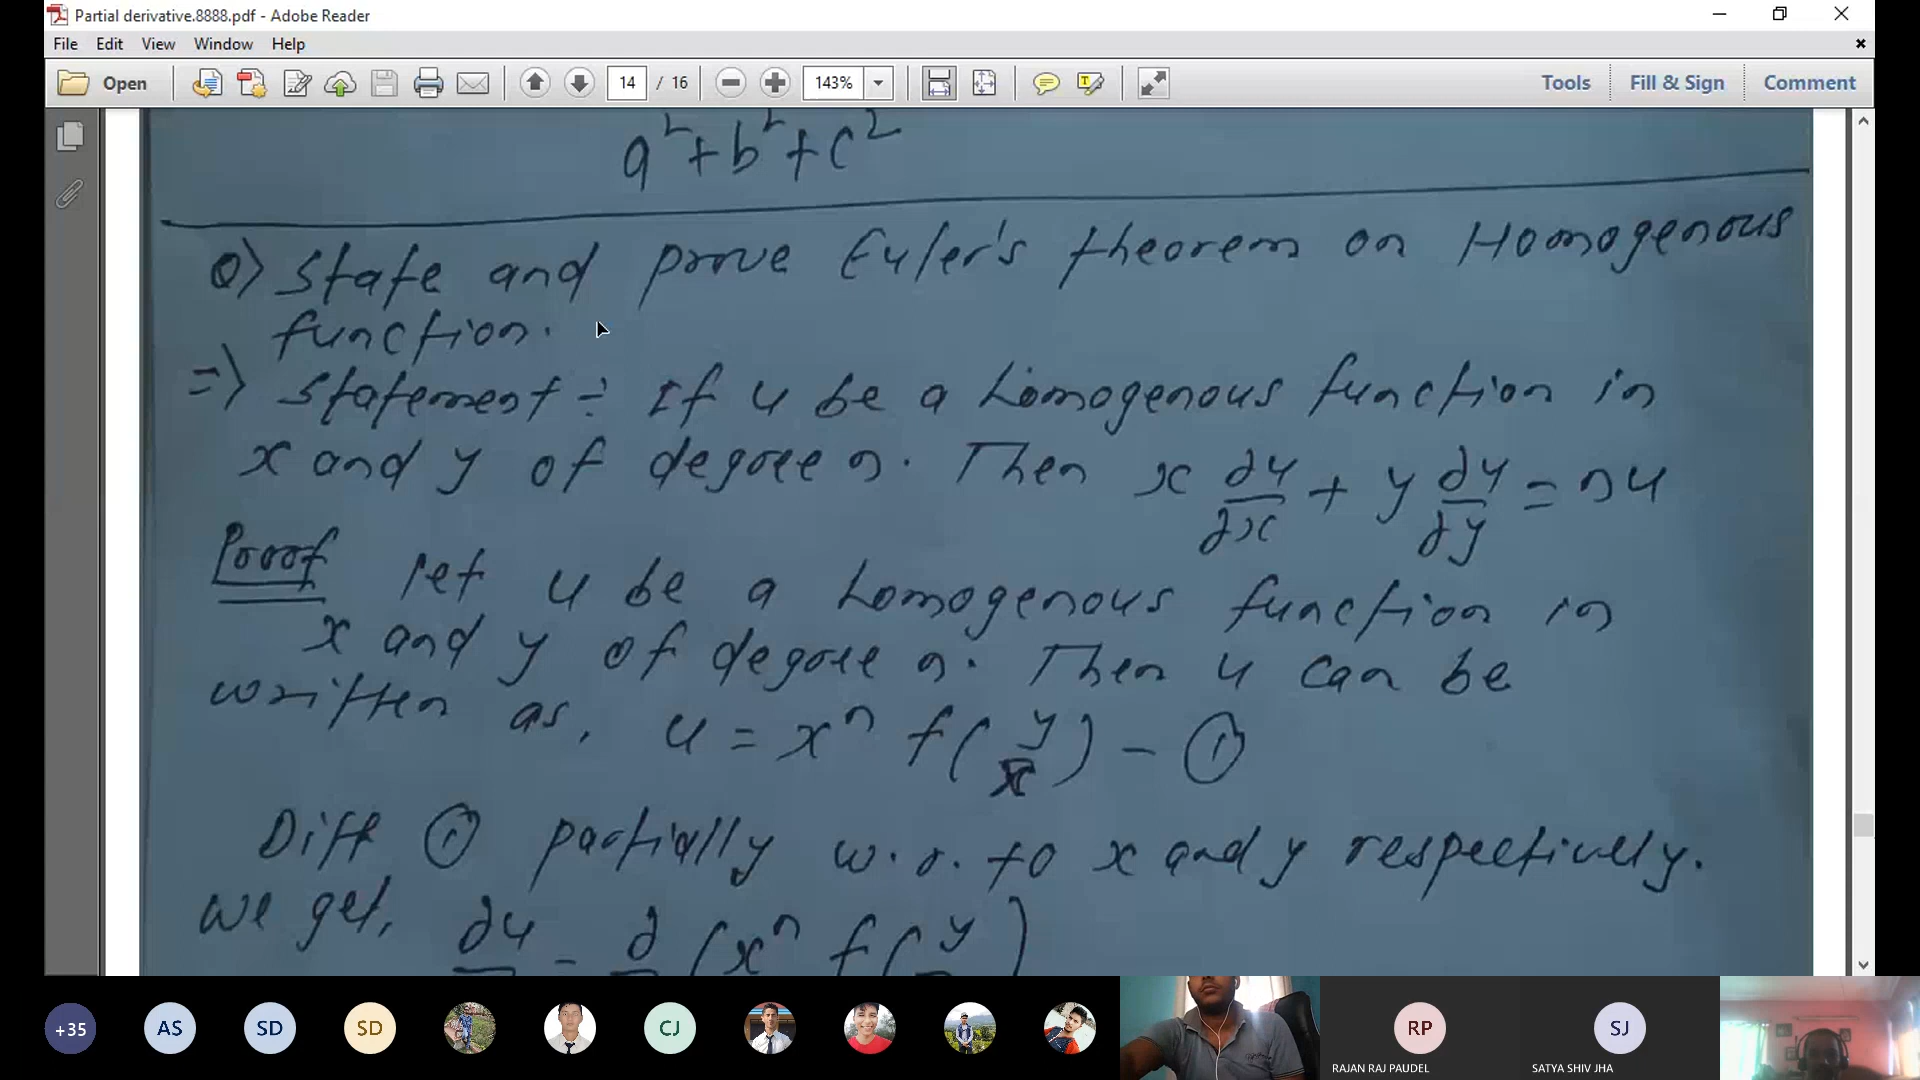 Partial derivative.8888.pdf - Adobe Reader
File Edit View Window Help
Open 14 / 16 143% Tools Fill & Sign Comment
a²+b²+c²
Q) State and prove Euler's theorem on Homogenous
function.
=> Statement ÷ If u be a homogenous function in
x and y of degree n. Then x ∂u/∂x + y ∂u/∂y = nu
Proof let u be a homogenous function in
x and y of degree n. Then u can be
written as, u = xⁿ f(y/x) - ①
Diff ① partially w.r. to x and y respectively.
We get, ∂u = ∂ (xⁿ f(y)
+35 AS SD SD CJ RP SJ
RAJAN RAJ PAUDEL SATYA SHIV JHA